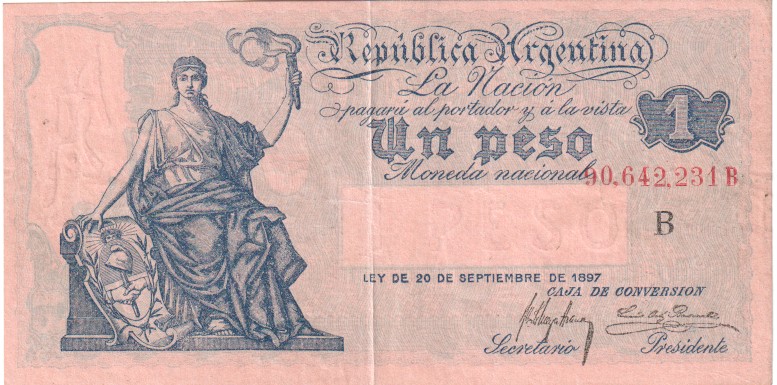 República Argentina
La Nación
pagará al portador y á la vista
1
Un peso
Moneda nacional
90,642,231 B
B
PESO
LEY DE 20 DE SEPTIEMBRE DE 1897
CAJA DE CONVERSION
Secretario
Presidente